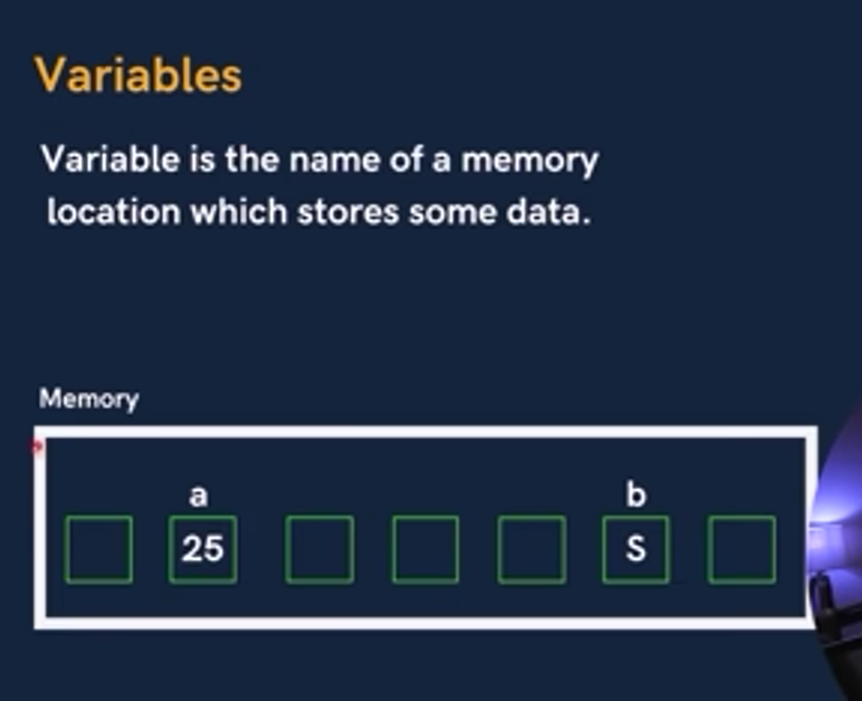 Variables
Variable is the name of a memory
location which stores some data.
Memory
a b
25 S